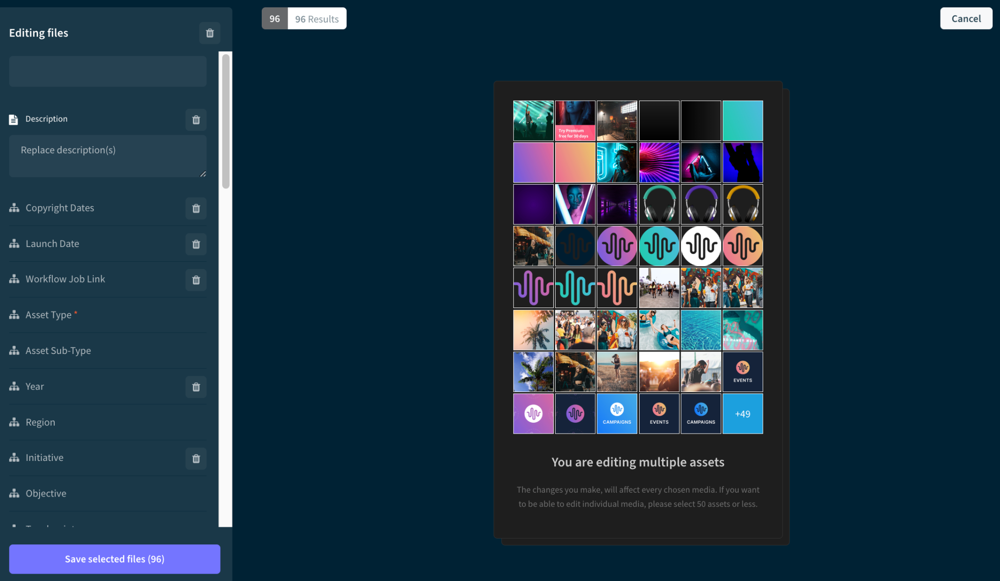 Editing files
96
96 Results
Cancel
Description
Replace description(s)
Copyright Dates
Launch Date
Workflow Job Link
Asset Type *
Asset Sub-Type
Year
Region
Initiative
Objective
Save selected files (96)
Try Premium
free for 30 days
EVENTS
CAMPAIGNS
EVENTS
CAMPAIGNS
+49
You are editing multiple assets
The changes you make, will affect every chosen media. If you want
to be able to edit individual media, please select 50 assets or less.